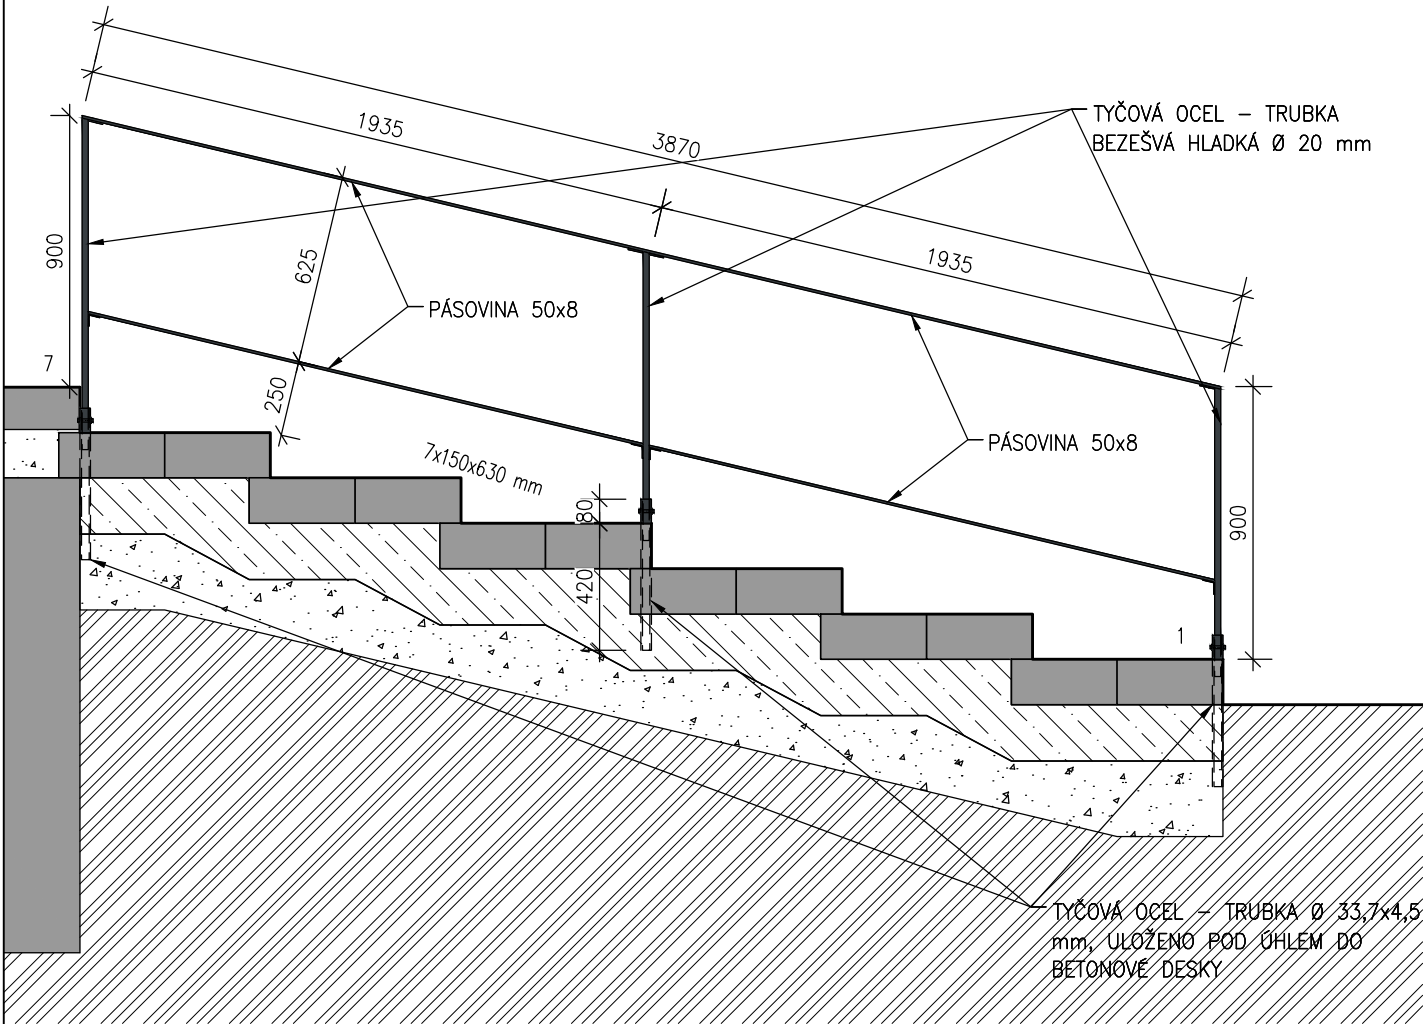 TYČOVÁ OCEL – TRUBKA
BEZEŠVÁ HLADKÁ Ø 20 mm
1935
3870
1935
900
625
PÁSOVINA 50x8
250
7
7x150x630 mm
PÁSOVINA 50x8
80
420
900
1
TYČOVÁ OCEL – TRUBKA Ø 33,7x4,5
mm, ULOŽENO POD ÚHLEM DO
BETONOVÉ DESKY